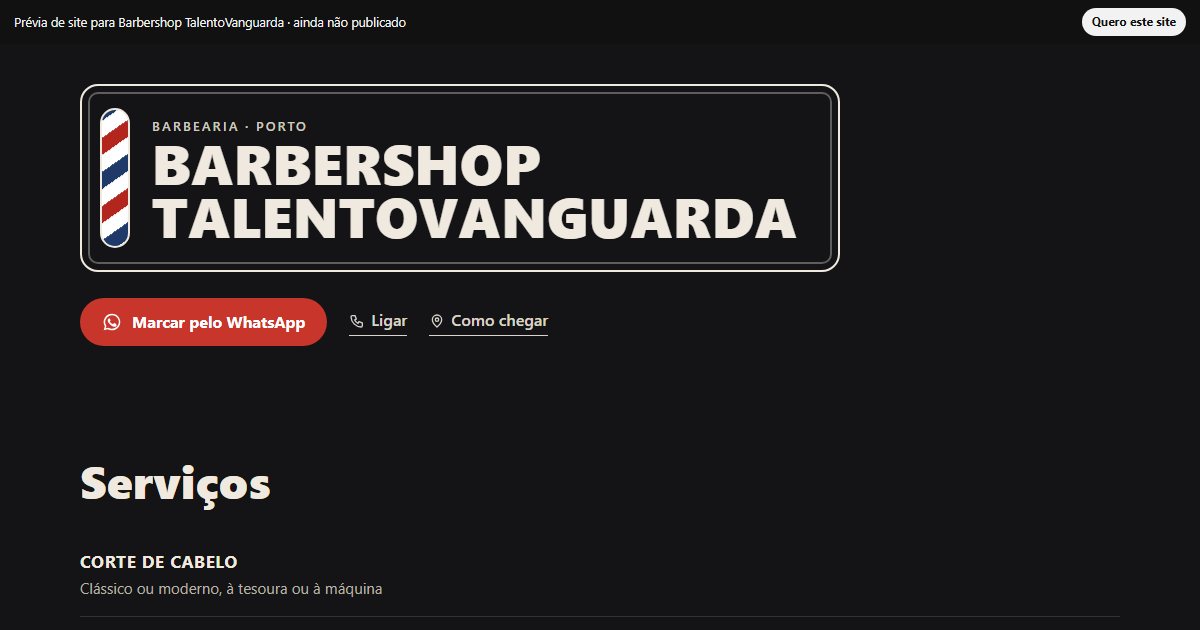 Prévia de site para Barbershop TalentoVanguarda · ainda não publicado
Quero este site
BARBEARIA · PORTO
BARBERSHOP
TALENTOVANGUARDA
Marcar pelo WhatsApp
Ligar
Como chegar
Serviços
CORTE DE CABELO
Clássico ou moderno, à tesoura ou à máquina